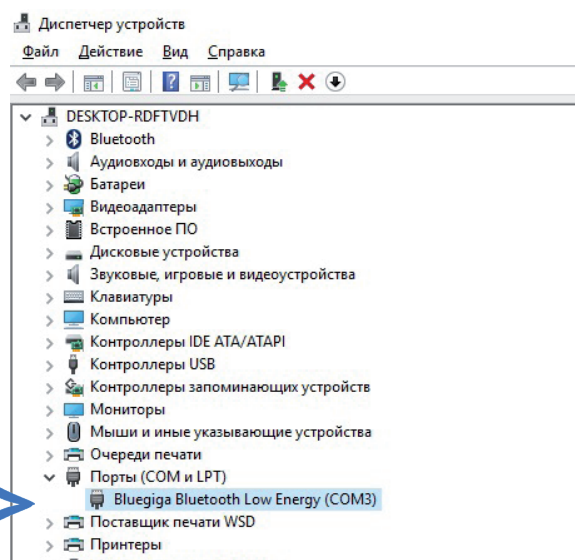 Диспетчер устройств
Файл Действие Вид Справка
DESKTOP-RDFTVDH
Bluetooth
Аудиовходы и аудиовыходы
Батареи
Видеоадаптеры
Встроенное ПО
Дисковые устройства
Звуковые, игровые и видеоустройства
Клавиатуры
Компьютер
Контроллеры IDE ATA/ATAPI
Контроллеры USB
Контроллеры запоминающих устройств
Мониторы
Мыши и иные указывающие устройства
Очереди печати
Порты (COM и LPT)
Bluegiga Bluetooth Low Energy (COM3)
Поставщик печати WSD
Принтеры